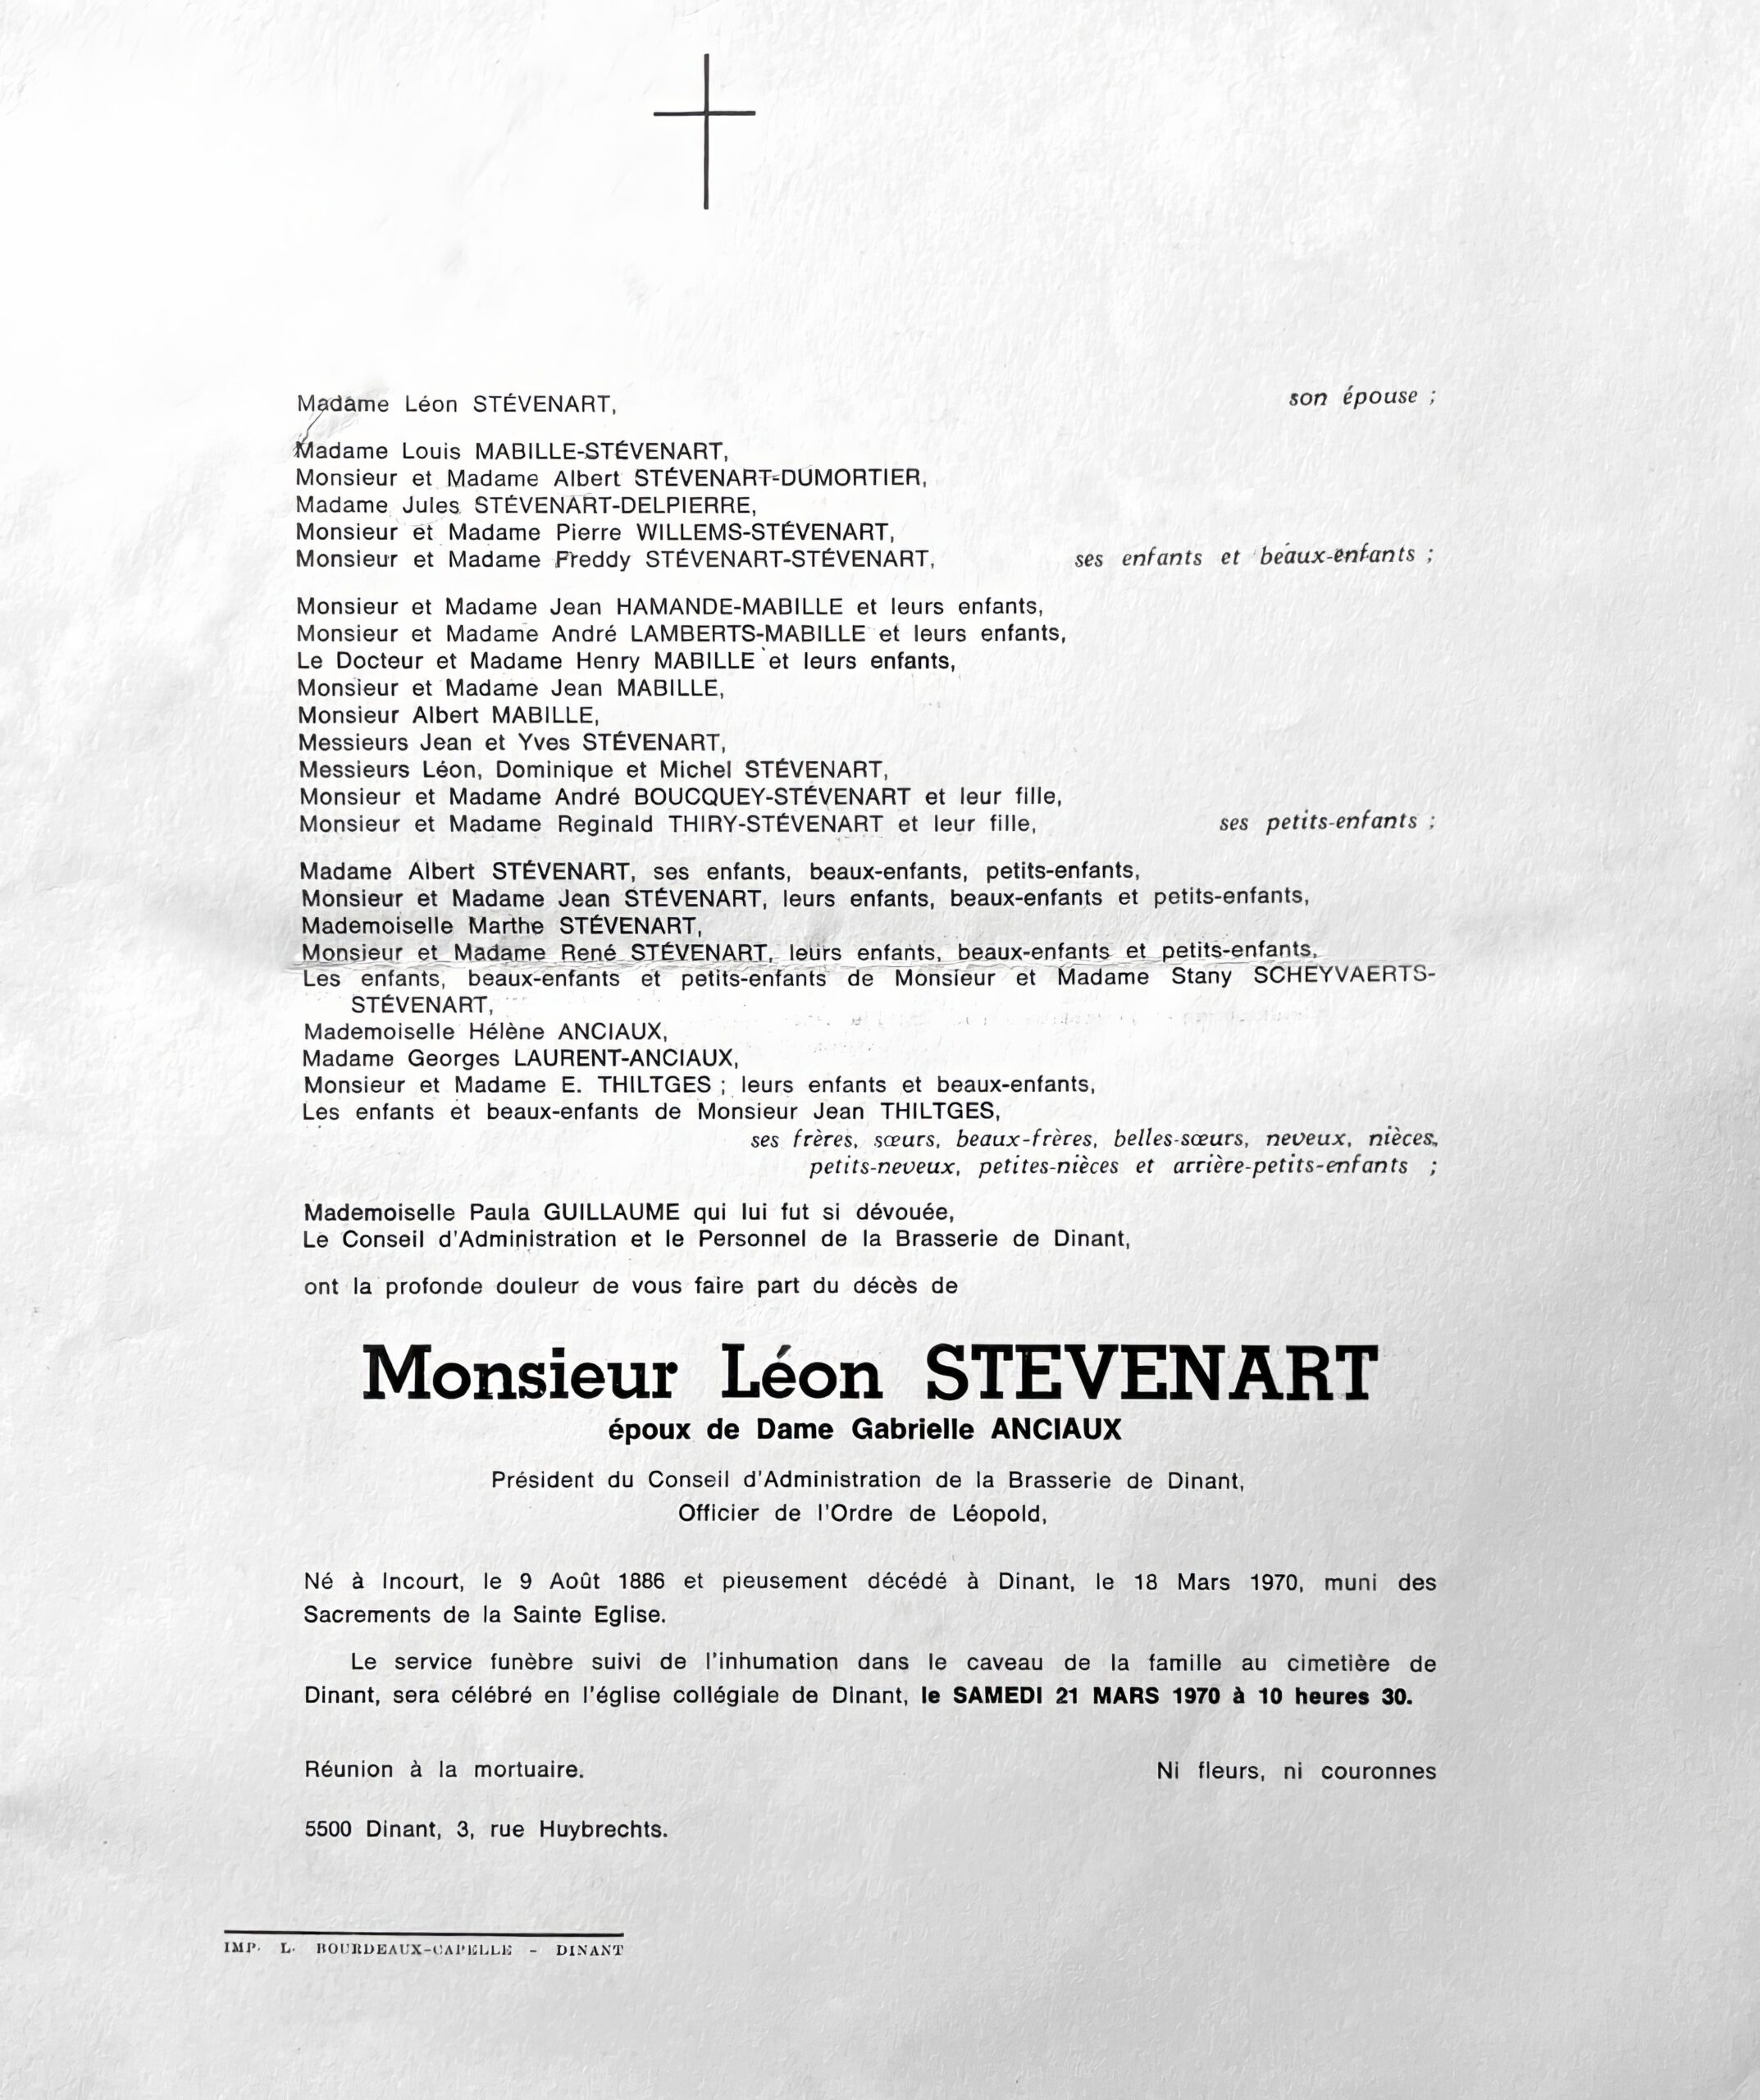 Madame Léon STÉVENART, son épouse ;
Madame Louis MABILLE-STÉVENART,
Monsieur et Madame Albert STÉVENART-DUMORTIER,
Madame Jules STÉVENART-DELPIERRE,
Monsieur et Madame Pierre WILLEMS-STÉVENART,
Monsieur et Madame Freddy STÉVENART-STÉVENART, ses enfants et beaux-enfants ;
Monsieur et Madame Jean HAMANDE-MABILLE et leurs enfants,
Monsieur et Madame André LAMBERTS-MABILLE et leurs enfants,
Le Docteur et Madame Henry MABILLE et leurs enfants,
Monsieur et Madame Jean MABILLE,
Monsieur Albert MABILLE,
Messieurs Jean et Yves STÉVENART,
Messieurs Léon, Dominique et Michel STÉVENART,
Monsieur et Madame André BOUCQUEY-STÉVENART et leur fille,
Monsieur et Madame Reginald THIRY-STÉVENART et leur fille, ses petits-enfants ;
Madame Albert STÉVENART, ses enfants, beaux-enfants, petits-enfants,
Monsieur et Madame Jean STÉVENART, leurs enfants, beaux-enfants et petits-enfants,
Mademoiselle Marthe STÉVENART,
Monsieur et Madame René STÉVENART, leurs enfants, beaux-enfants et petits-enfants,
Les enfants, beaux-enfants et petits-enfants de Monsieur et Madame Stany SCHEYVAERTS-
STÉVENART,
Mademoiselle Hélène ANCIAUX,
Madame Georges LAURENT-ANCIAUX,
Monsieur et Madame E. THILTGES ; leurs enfants et beaux-enfants,
Les enfants et beaux-enfants de Monsieur Jean THILTGES,
ses frères, sœurs, beaux-frères, belles-sœurs, neveux, nièces,
petits-neveux, petites-nièces et arrière-petits-enfants ;
Mademoiselle Paula GUILLAUME qui lui fut si dévouée,
Le Conseil d'Administration et le Personnel de la Brasserie de Dinant,
ont la profonde douleur de vous faire part du décès de
Monsieur Léon STEVENART
époux de Dame Gabrielle ANCIAUX
Président du Conseil d'Administration de la Brasserie de Dinant,
Officier de l'Ordre de Léopold,
Né à Incourt, le 9 Août 1886 et pieusement décédé à Dinant, le 18 Mars 1970, muni des
Sacrements de la Sainte Eglise.
Le service funèbre suivi de l'inhumation dans le caveau de la famille au cimetière de
Dinant, sera célébré en l'église collégiale de Dinant, le SAMEDI 21 MARS 1970 à 10 heures 30.
Réunion à la mortuaire. Ni fleurs, ni couronnes
5500 Dinant, 3, rue Huybrechts.
IMP. L. BOURDEAUX-CAPELLE - DINANT